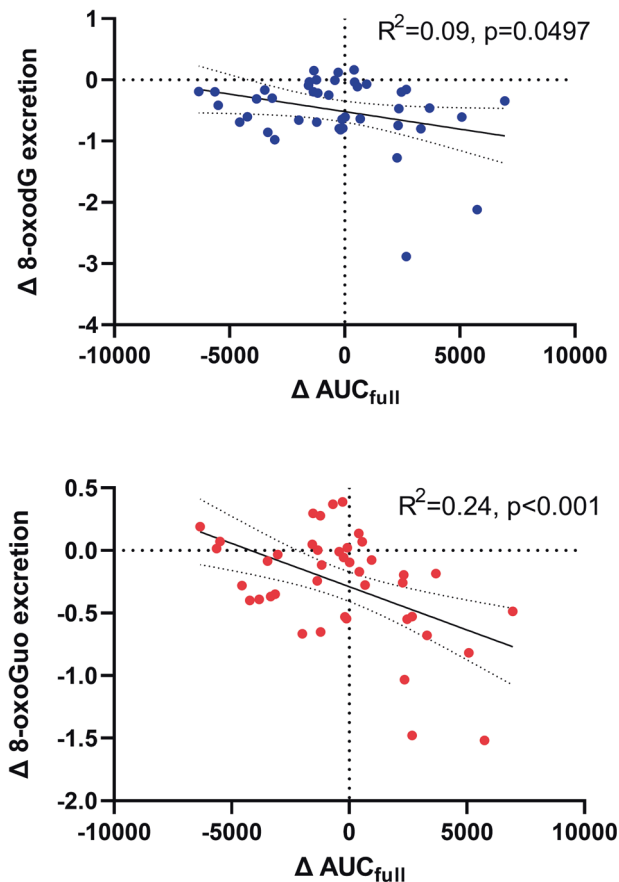 R²=0.09, p=0.0497
1
0
-1
-2
-3
-4
Δ 8-oxodG excretion
-10000 -5000 0 5000 10000
Δ AUCfull
R²=0.24, p<0.001
0.5
0.0
-0.5
-1.0
-1.5
-2.0
Δ 8-oxoGuo excretion
-10000 -5000 0 5000 10000
Δ AUCfull